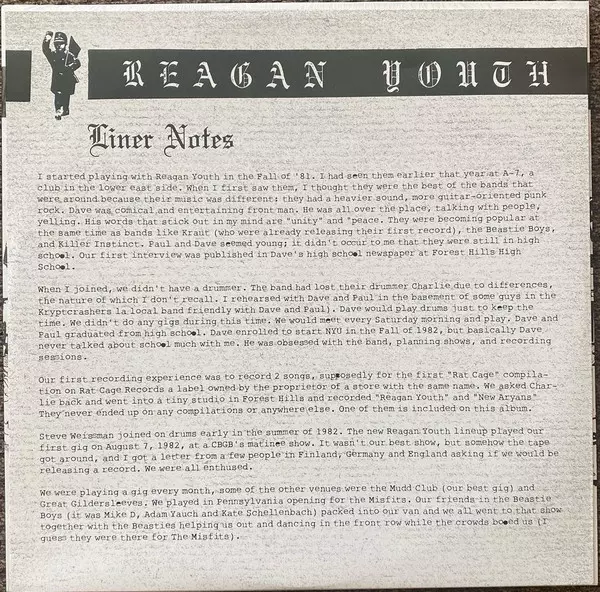 REAGAN YOUTH
Liner Notes
I started playing with Reagan Youth in the Fall of '81. I had seen them earlier that year at A-7, a
club in the lower east side. When I first saw them, I thought they were the best of the bands that
were around because their music was different: they had a heavier sound, more guitar-oriented punk
rock. Dave was comical and entertaining front man. He was all over the place, talking with people,
yelling. His words that stick out in my mind are "unity" and "peace. They were becoming popular at
the same time as bands like Kraut (who were already releasing their first record), the Beastie Boys,
and Killer Instinct. Paul and Dave seemed young; it didn't occur to me that they were still in high
school. Our first interview was published in Dave's high school newspaper at Forest Hills High
School.
When I joined, we didn't have a drummer. The band had lost their drummer Charlie due to differences,
the nature of which I don't recall. I rehearsed with Dave and Paul in the basement of some guys in the
Kryptcrashers la local band friendly with Dave and Paul). Dave would play drums just to keep the
time. We didn't do any gigs during this time. We would meet every Saturday morning and play. Dave and
Paul graduated from high school. Dave enrolled to start NYU in the Fall of 1982, but basically Dave
never talked about school much with me. He was obsessed with the band, planning shows, and recording
sessions.
Our first recording experience was to record 2 songs, supposedly for the first "Rat Cage" compila-
tion on Rat Cage Records a label owned by the proprietor of a store with the same name. We asked Char-
lie back and went into a tiny studio in Forest Hills and recorded "Reagan Youth" and "New Aryans."
They never ended up on any compilations or anywhere else. One of them is included on this album.
Steve Weissman joined on drums early in the summer of 1982. The new Reagan Youth lineup played our
first gig on August 7, 1982, at a CBGB's matinee show. It wasn't our best show, but somehow the tape
got around, and I got a letter from a few people in Finland, Germany and England asking if we would be
releasing a record. We were all enthused.
We were playing a gig every month, some of the other venues were the Mudd Club (our best gig) and
Great Gildersleeves. We played in Pennsylvania opening for the Misfits. Our friends in the Beastie
Boys (it was Mike D, Adam Yauch and Kate Schellenbach) packed into our van and we all went to that show
together with the Beasties helping us out and dancing in the front row while the crowds booed us (I
guess they were there for The Misfits).